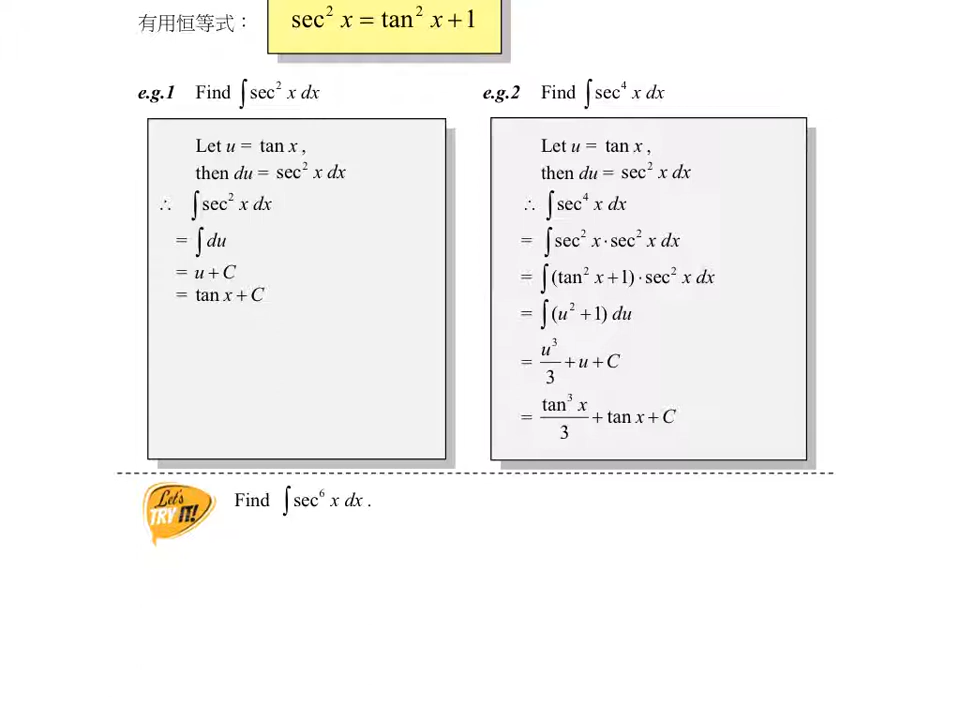 有用恒等式：
sec² x = tan² x + 1
e.g.1 Find ∫sec² x dx
Let u = tan x ,
then du = sec² x dx
∴ ∫sec² x dx
= ∫du
= u + C
= tan x + C
e.g.2 Find ∫sec⁴ x dx
Let u = tan x ,
then du = sec² x dx
∴ ∫sec⁴ x dx
= ∫sec² x · sec² x dx
= ∫(tan² x + 1) · sec² x dx
= ∫(u² + 1) du
= u³/3 + u + C
= tan³ x/3 + tan x + C
Let's
TRY IT!
Find ∫sec⁶ x dx .